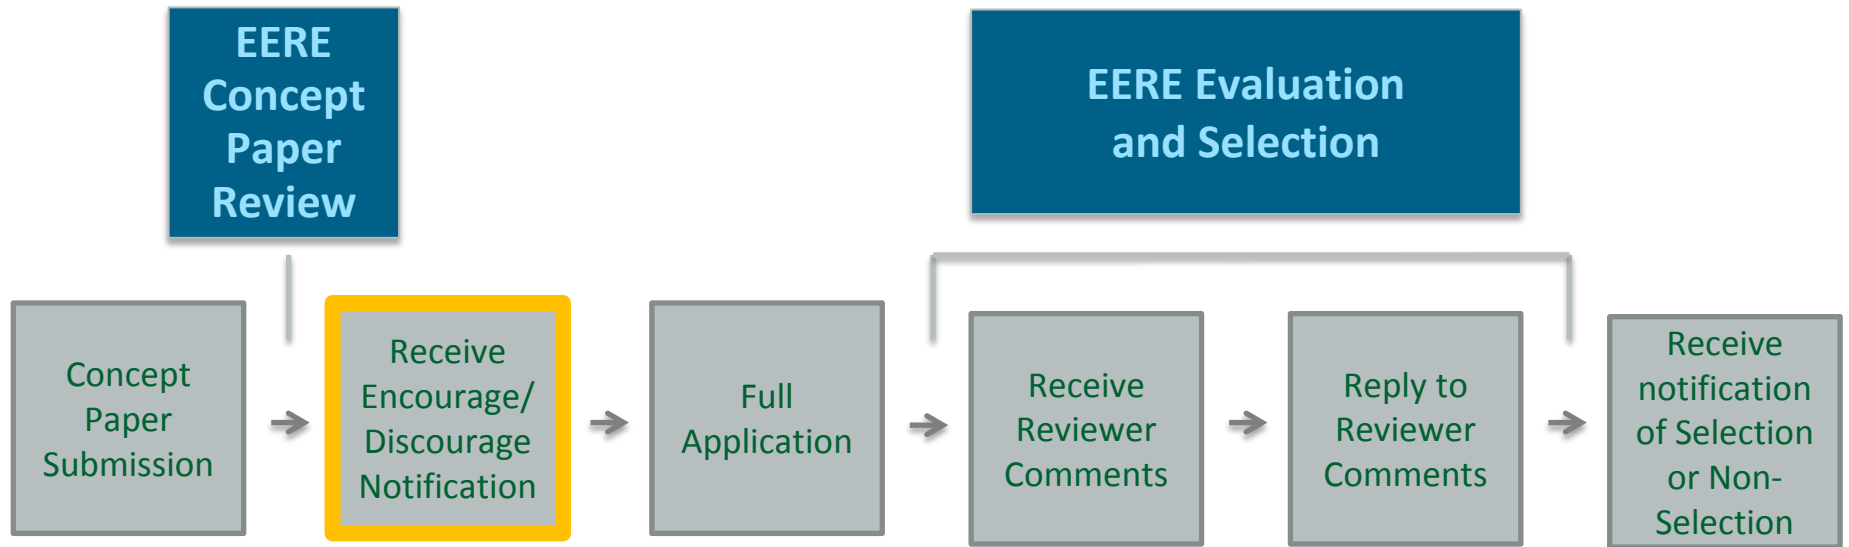 EERE
Concept
Paper
Review
EERE Evaluation
and Selection
Concept
Paper
Submission
Receive
Encourage/
Discourage
Notification
Full
Application
Receive
Reviewer
Comments
Reply to
Reviewer
Comments
Receive
notification
of Selection
or Non-
Selection